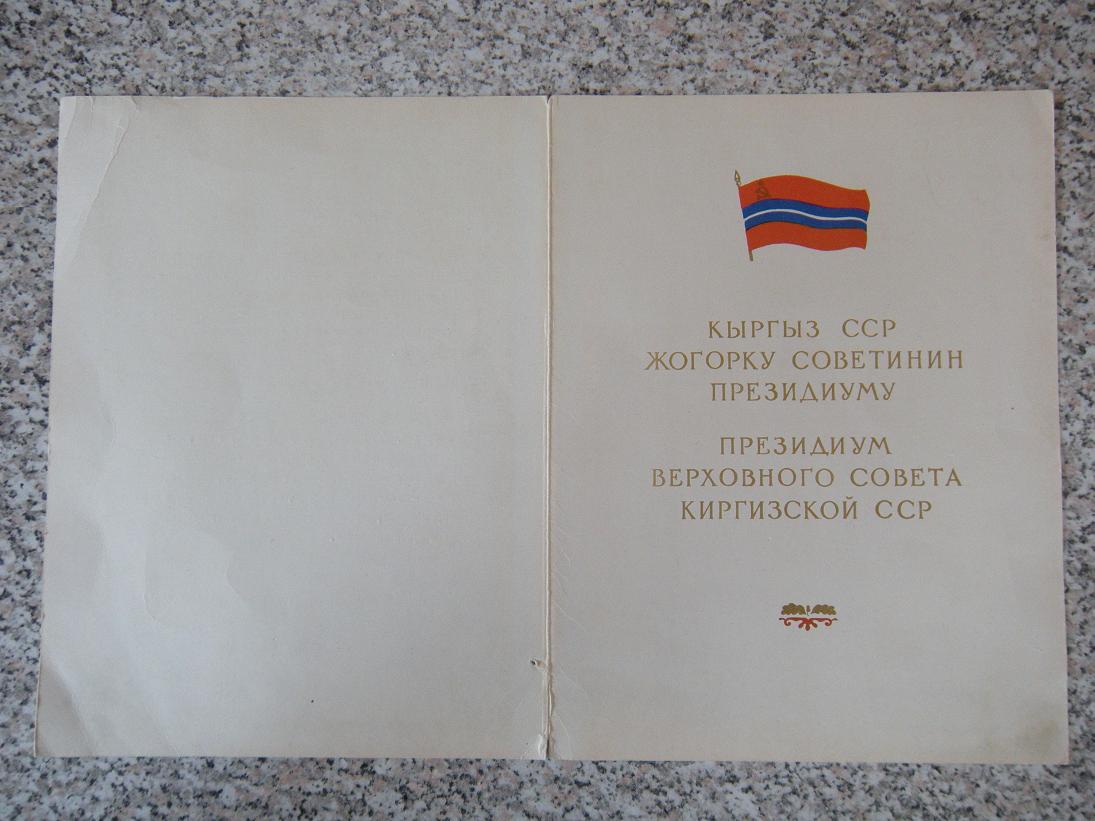 КЫРГЫЗ ССР
ЖОГОРКУ СОВЕТИНИН
ПРЕЗИДИУМУ
ПРЕЗИДИУМ
ВЕРХОВНОГО СОВЕТА
КИРГИЗСКОЙ ССР